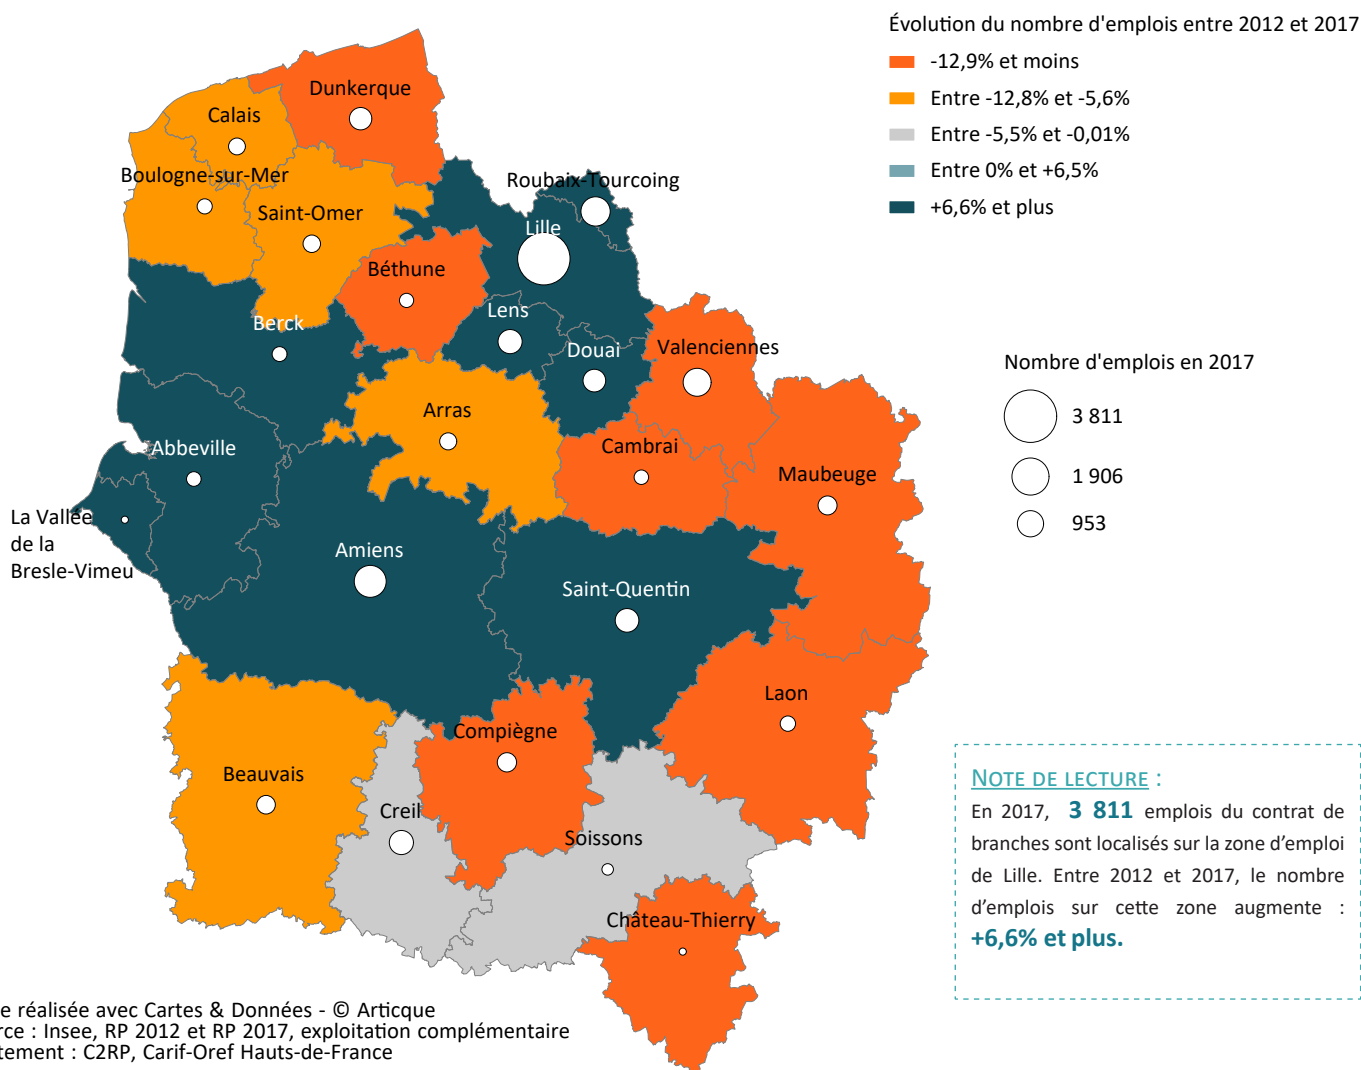 Évolution du nombre d'emplois entre 2012 et 2017
-12,9% et moins
Entre -12,8% et -5,6%
Entre -5,5% et -0,01%
Entre 0% et +6,5%
+6,6% et plus
Dunkerque
Calais
Boulogne-sur-Mer
Roubaix-Tourcoing
Saint-Omer
Lille
Béthune
Lens
Berck
Douai
Valenciennes
Arras
Cambrai
Abbeville
Maubeuge
La Vallée
de la
Bresle-Vimeu
Amiens
Saint-Quentin
Laon
Compiègne
Beauvais
Creil
Soissons
Château-Thierry
Nombre d'emplois en 2017
3 811
1 906
953
NOTE DE LECTURE :
En 2017, 3 811 emplois du contrat de
branches sont localisés sur la zone d’emploi
de Lille. Entre 2012 et 2017, le nombre
d’emplois sur cette zone augmente :
+6,6% et plus.
e réalisée avec Cartes & Données - © Articque
rce : Insee, RP 2012 et RP 2017, exploitation complémentaire
tement : C2RP, Carif-Oref Hauts-de-France